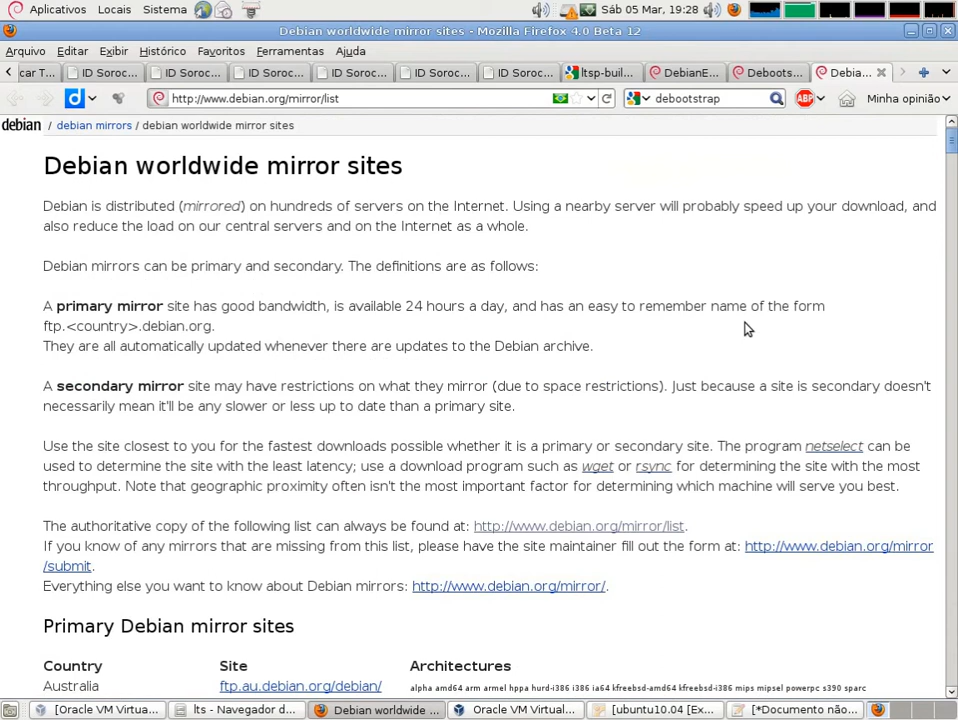 Aplicativos Locais Sistema Sáb 05 Mar, 19:28
Debian worldwide mirror sites - Mozilla Firefox 4.0 Beta 12
Arquivo Editar Exibir Histórico Favoritos Ferramentas Ajuda
car T... ID Soroc... ID Soroc... ID Soroc... ID Soroc... ID Soroc... ID Soroc... ltsp-buil... DebianE... Deboots... Debia...
d http://www.debian.org/mirror/list debootstrap ABP Minha opinião
debian / debian mirrors / debian worldwide mirror sites
Debian worldwide mirror sites
Debian is distributed (mirrored) on hundreds of servers on the Internet. Using a nearby server will probably speed up your download, and
also reduce the load on our central servers and on the Internet as a whole.
Debian mirrors can be primary and secondary. The definitions are as follows:
A primary mirror site has good bandwidth, is available 24 hours a day, and has an easy to remember name of the form
ftp.<country>.debian.org.
They are all automatically updated whenever there are updates to the Debian archive.
A secondary mirror site may have restrictions on what they mirror (due to space restrictions). Just because a site is secondary doesn't
necessarily mean it'll be any slower or less up to date than a primary site.
Use the site closest to you for the fastest downloads possible whether it is a primary or secondary site. The program netselect can be
used to determine the site with the least latency; use a download program such as wget or rsync for determining the site with the most
throughput. Note that geographic proximity often isn't the most important factor for determining which machine will serve you best.
The authoritative copy of the following list can always be found at: http://www.debian.org/mirror/list.
If you know of any mirrors that are missing from this list, please have the site maintainer fill out the form at: http://www.debian.org/mirror
/submit.
Everything else you want to know about Debian mirrors: http://www.debian.org/mirror/.
Primary Debian mirror sites
Country Site Architectures
Australia ftp.au.debian.org/debian/ alpha amd64 arm armel hppa hurd-i386 i386 ia64 kfreebsd-amd64 kfreebsd-i386 mips mipsel powerpc s390 sparc
[Oracle VM Virtua... lts - Navegador d... Debian worldwide ... Oracle VM Virtual... [ubuntu10.04 [Ex... [*Documento não...